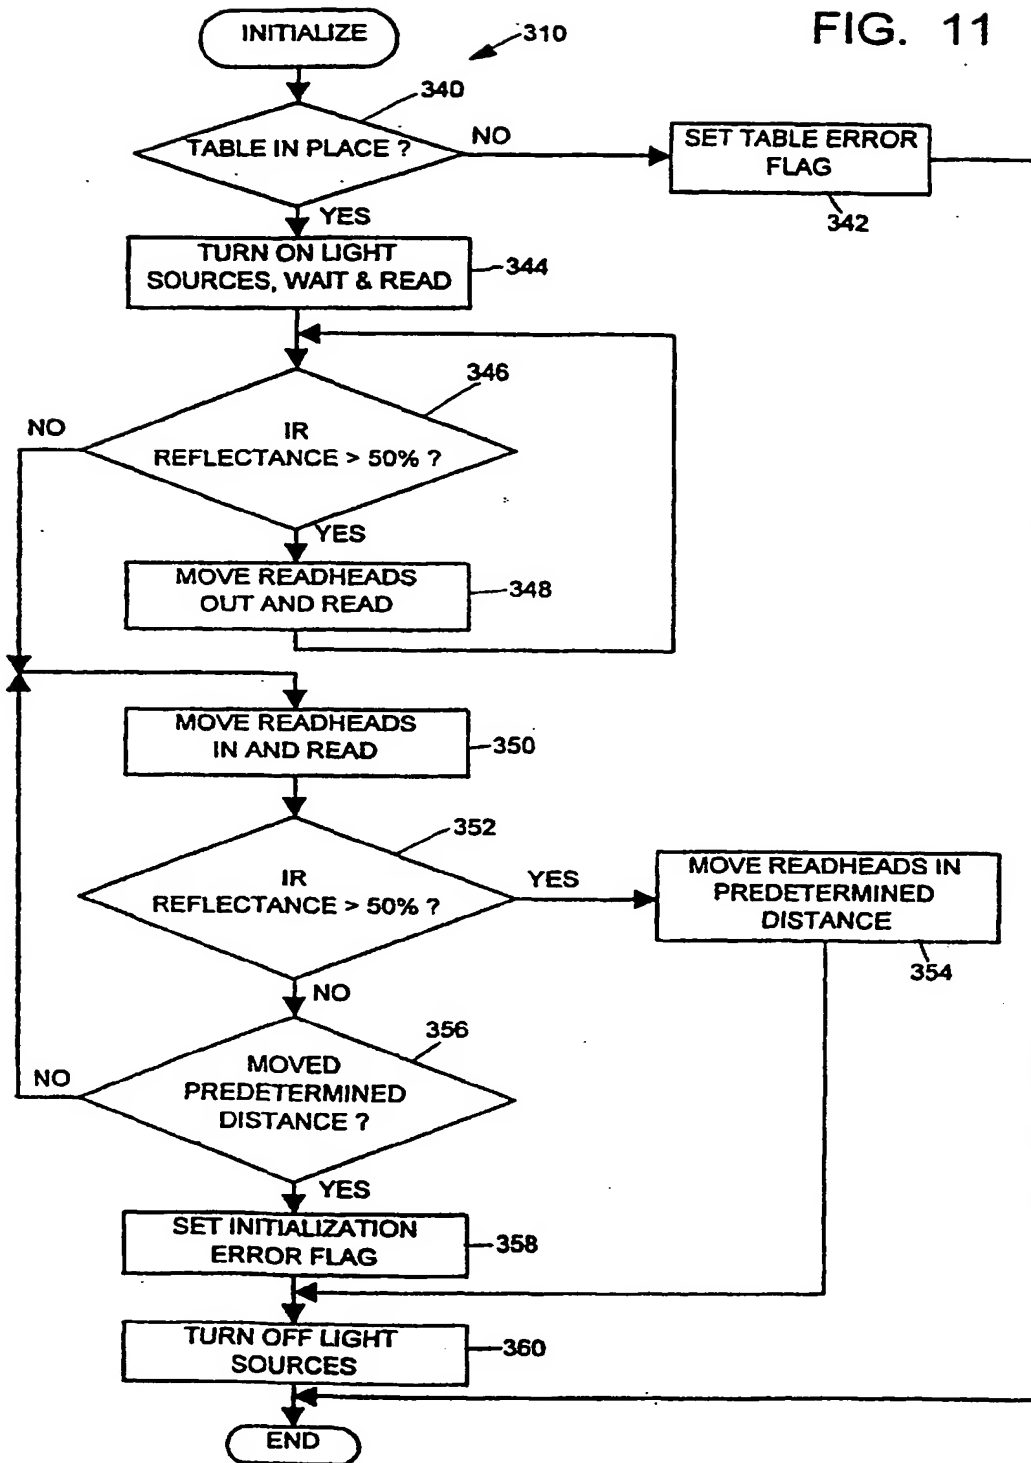 FIG. 11
INITIALIZE
310
340
TABLE IN PLACE ?
NO
SET TABLE ERROR
FLAG
342
YES
TURN ON LIGHT
SOURCES, WAIT & READ
344
346
NO
IR
REFLECTANCE > 50% ?
YES
MOVE READHEADS
OUT AND READ
348
MOVE READHEADS
IN AND READ
350
352
IR
REFLECTANCE > 50% ?
YES
MOVE READHEADS IN
PREDETERMINED
DISTANCE
354
NO
356
MOVED
PREDETERMINED
DISTANCE ?
NO
YES
SET INITIALIZATION
ERROR FLAG
358
TURN OFF LIGHT
SOURCES
360
END